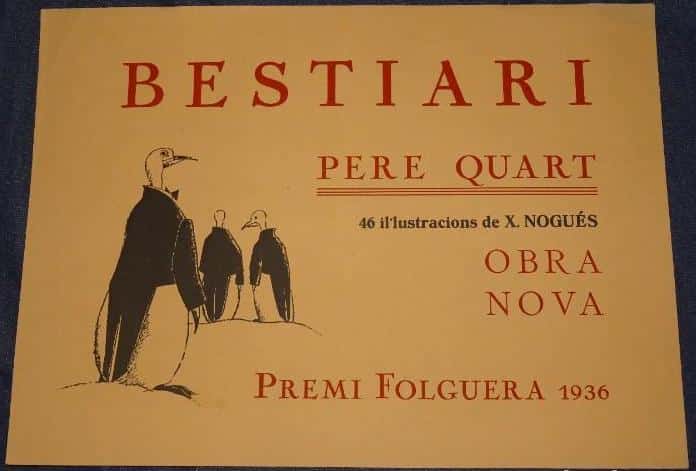 BESTIARI
PERE QUART
46 il'lustracions de X. NOGUÉS
OBRA
NOVA
PREMI FOLGUERA 1936